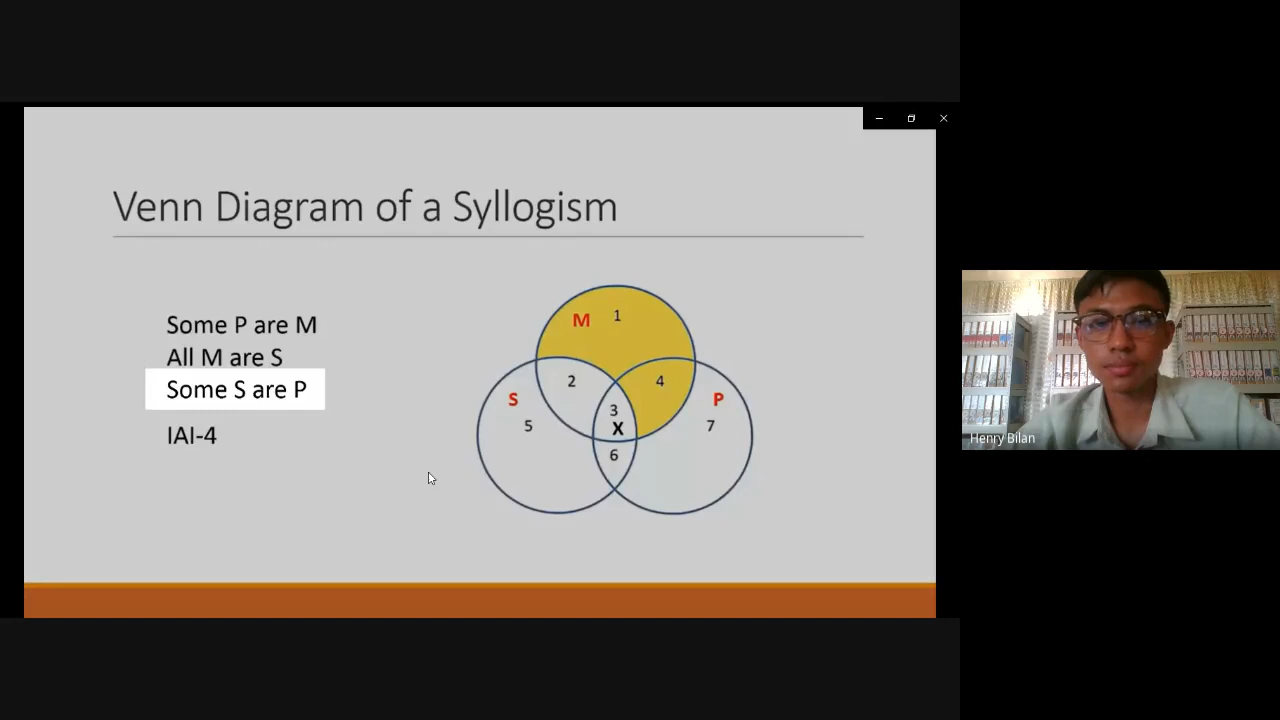 Venn Diagram of a Syllogism
Some P are M
All M are S
Some S are P
IAI-4
M 1
2 4
S P
3
5 X 7
6
Henry Bilan